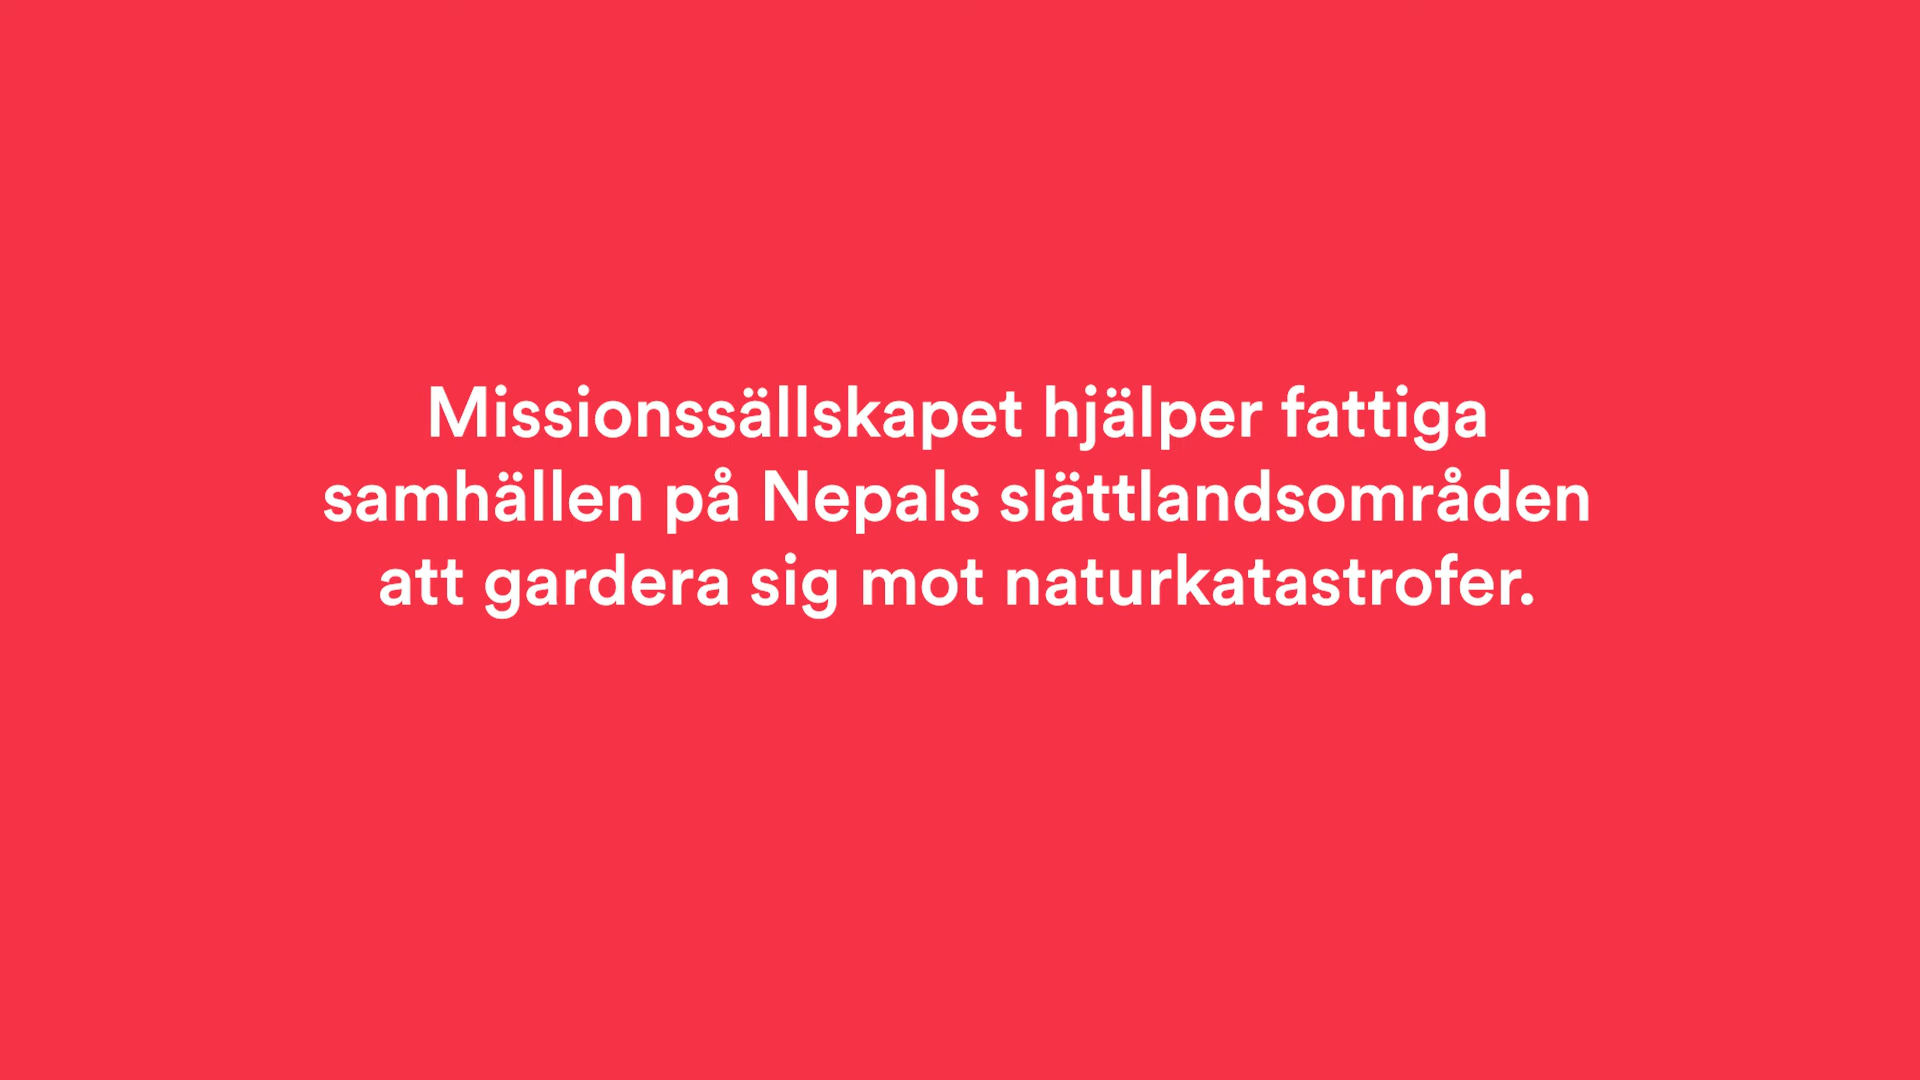 Missionssällskapet hjälper fattiga
samhällen på Nepals slättlandsområden
att gardera sig mot naturkatastrofer.